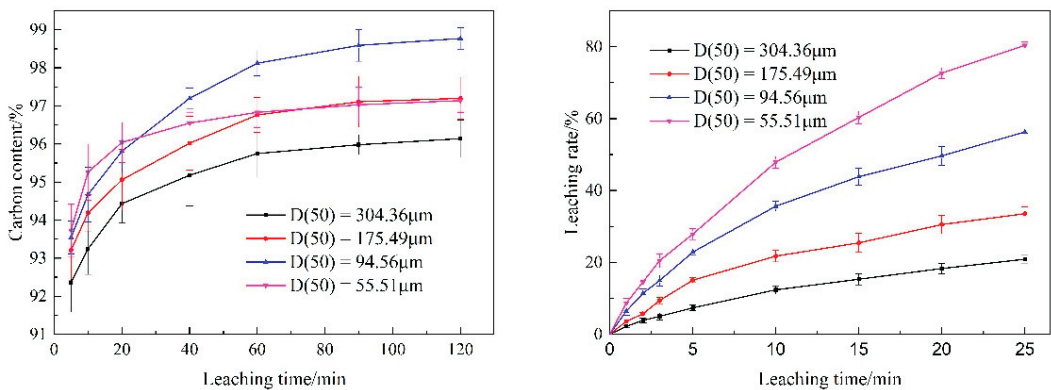 99
98
97
96
95
94
93
92
91
Carbon content/%
D(50) = 304.36μm
D(50) = 175.49μm
D(50) = 94.56μm
D(50) = 55.51μm
0 20 40 60 80 100 120
Leaching time/min
80
60
40
20
0
Leaching rate/%
D(50) = 304.36μm
D(50) = 175.49μm
D(50) = 94.56μm
D(50) = 55.51μm
0 5 10 15 20 25
Leaching time/min